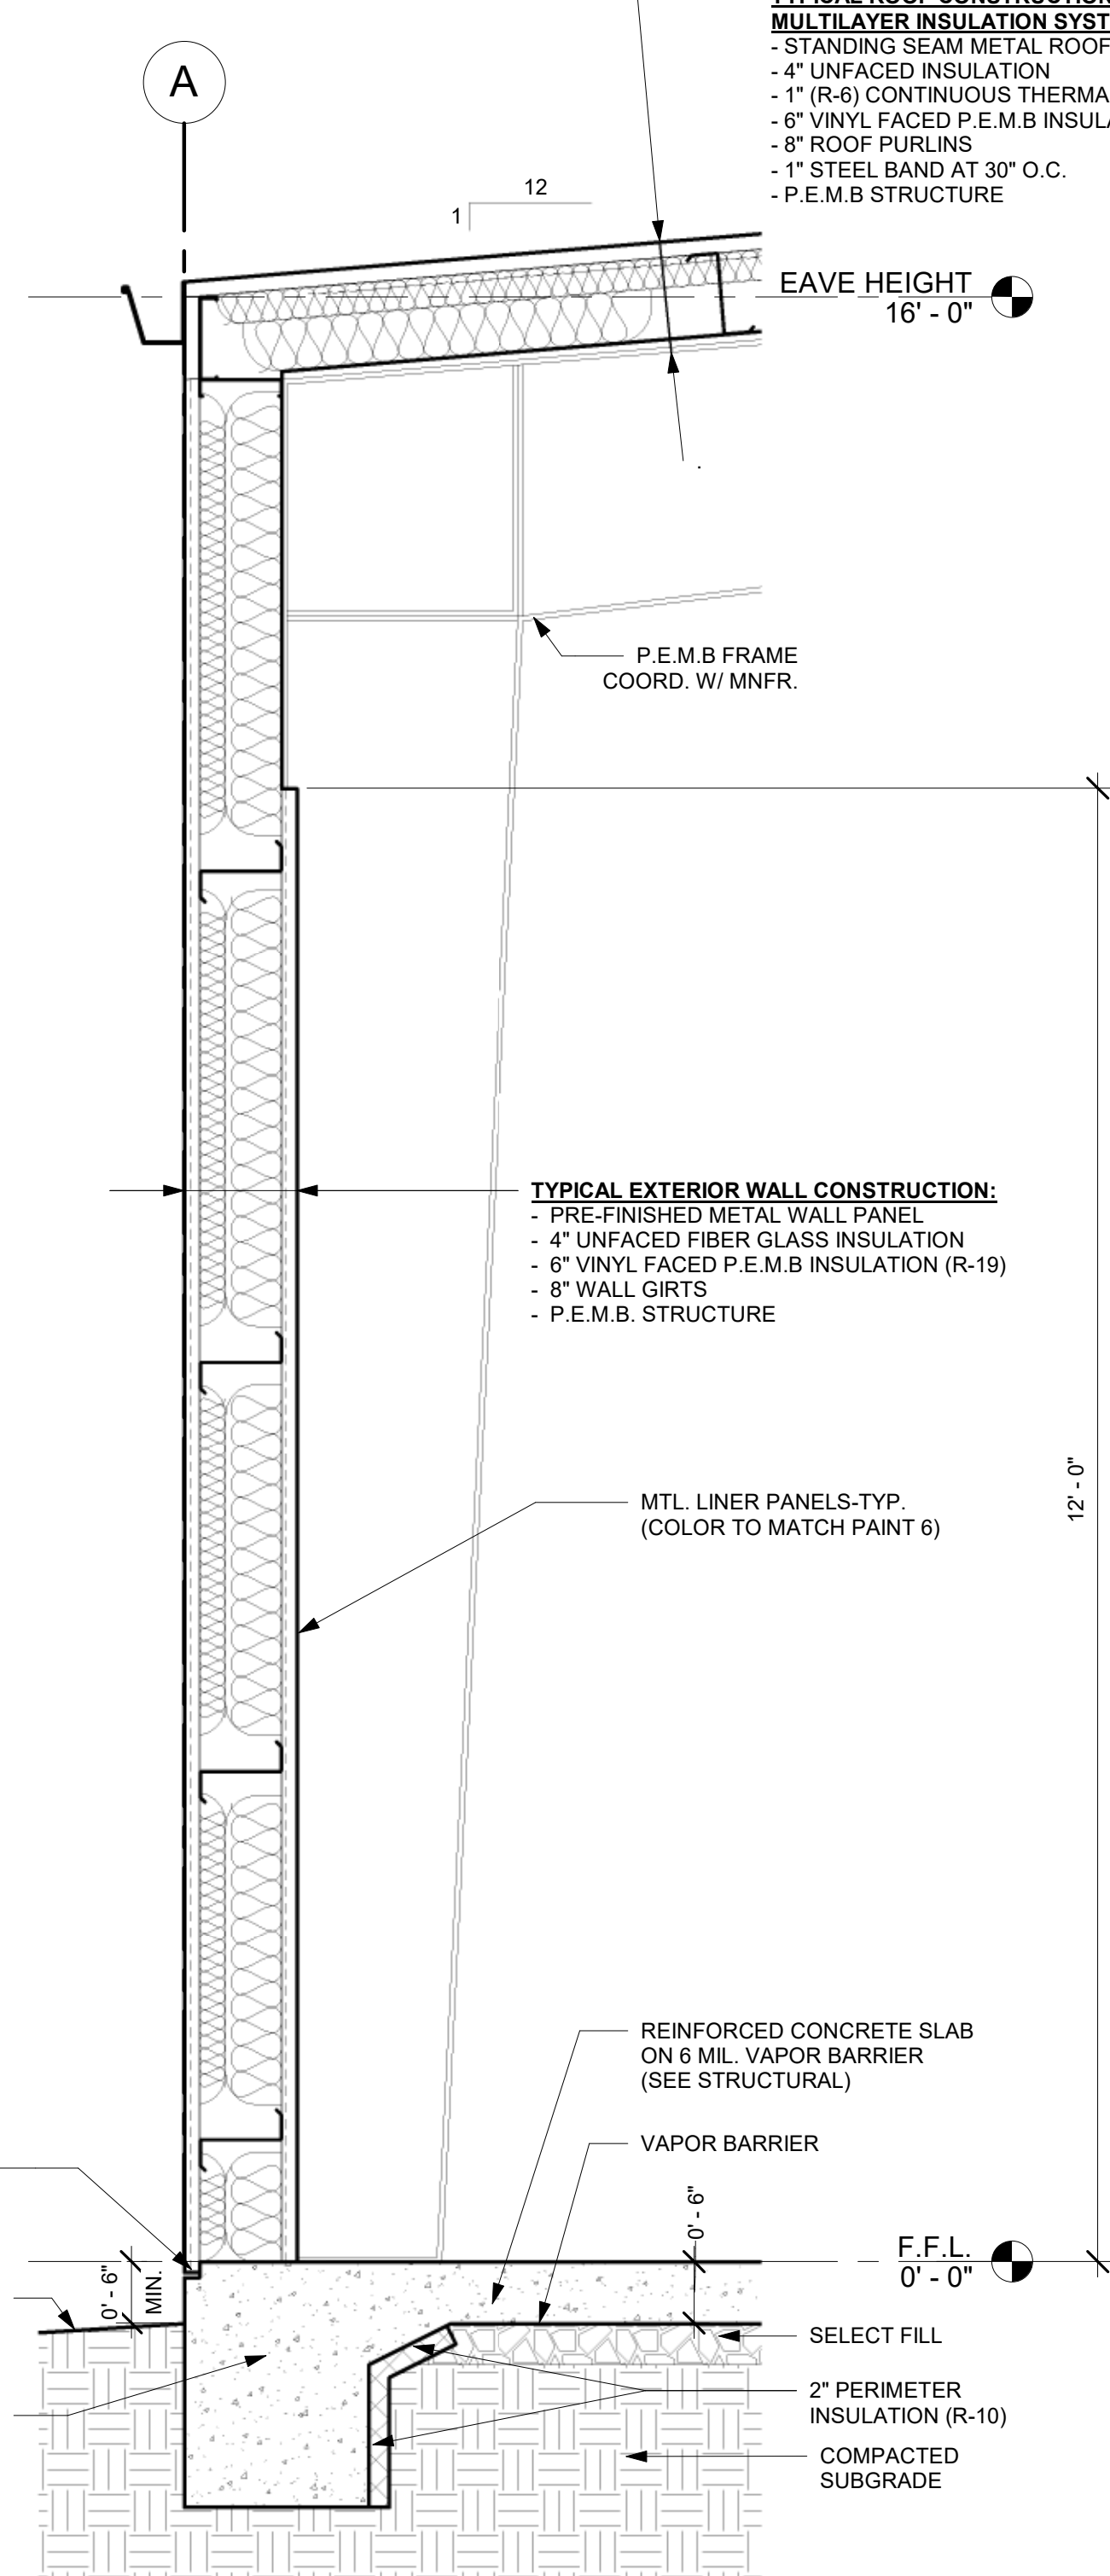 TYPICAL ROOF CONSTRUCTION
MULTILAYER INSULATION SYST
- STANDING SEAM METAL ROOF
- 4" UNFACED INSULATION
- 1" (R-6) CONTINUOUS THERMA
- 6" VINYL FACED P.E.M.B INSULA
- 8" ROOF PURLINS
- 1" STEEL BAND AT 30" O.C.
- P.E.M.B STRUCTURE
A
12
1
EAVE HEIGHT
16' - 0"
P.E.M.B FRAME
COORD. W/ MNFR.
TYPICAL EXTERIOR WALL CONSTRUCTION:
- PRE-FINISHED METAL WALL PANEL
- 4" UNFACED FIBER GLASS INSULATION
- 6" VINYL FACED P.E.M.B INSULATION (R-19)
- 8" WALL GIRTS
- P.E.M.B. STRUCTURE
12' - 0"
MTL. LINER PANELS-TYP.
(COLOR TO MATCH PAINT 6)
REINFORCED CONCRETE SLAB
ON 6 MIL. VAPOR BARRIER
(SEE STRUCTURAL)
VAPOR BARRIER
0' - 6"
F.F.L.
0' - 0"
0' - 6"
MIN.
SELECT FILL
2" PERIMETER
INSULATION (R-10)
COMPACTED
SUBGRADE